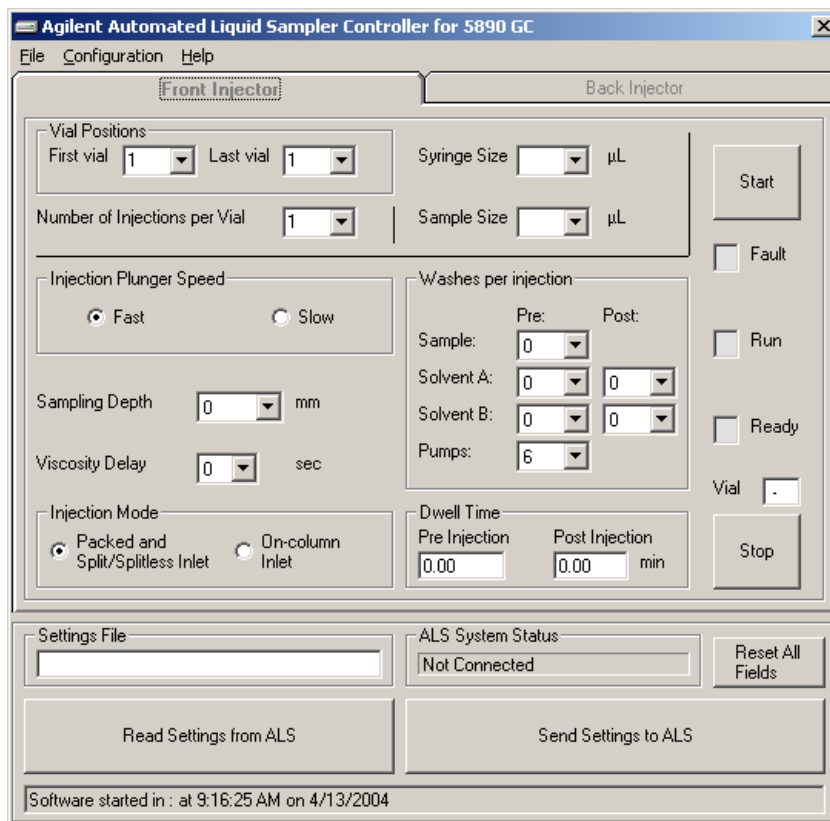 Agilent Automated Liquid Sampler Controller for 5890 GC
File Configuration Help
Front Injector Back Injector
Vial Positions
First vial 1 Last vial 1 Syringe Size µL
Start
Number of Injections per Vial 1 Sample Size µL
Fault
Injection Plunger Speed Washes per injection
Fast Slow Pre: Post:
Sample: 0 Run
Solvent A: 0 0
Sampling Depth 0 mm
Solvent B: 0 0 Ready
Pumps: 6
Viscosity Delay 0 sec
Vial -
Injection Mode Dwell Time
Packed and Split/Splitless Inlet On-column Inlet
Pre Injection Post Injection
0.00 0.00 min
Stop
Settings File ALS System Status
Not Connected Reset All Fields
Read Settings from ALS Send Settings to ALS
Software started in : at 9:16:25 AM on 4/13/2004